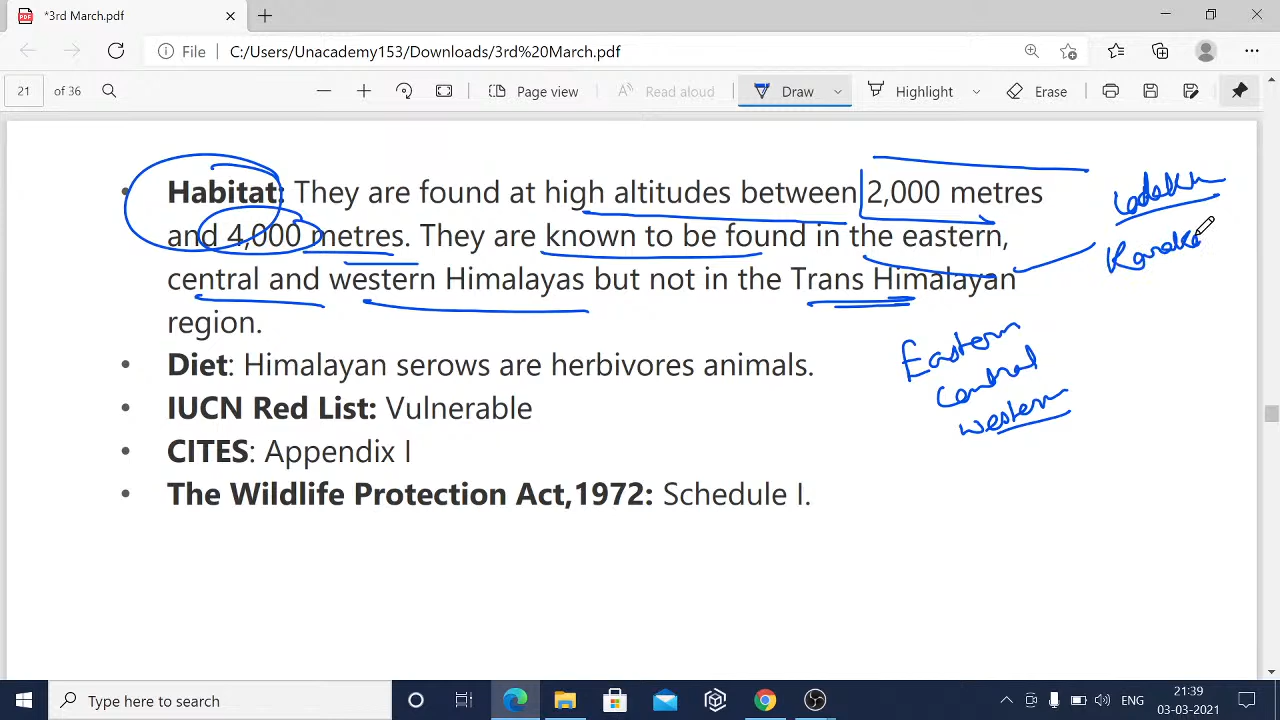 *3rd March.pdf
File
C:/Users/Unacademy153/Downloads/3rd%20March.pdf
21 of 36
Page view
Read aloud
Draw
Highlight
Erase
• Habitat: They are found at high altitudes between 2,000 metres
and 4,000 metres. They are known to be found in the eastern,
central and western Himalayas but not in the Trans Himalayan
region.
• Diet: Himalayan serows are herbivores animals.
• IUCN Red List: Vulnerable
• CITES: Appendix I
• The Wildlife Protection Act,1972: Schedule I.
Eastern
Central
western
Type here to search
ENG
21:39
03-03-2021